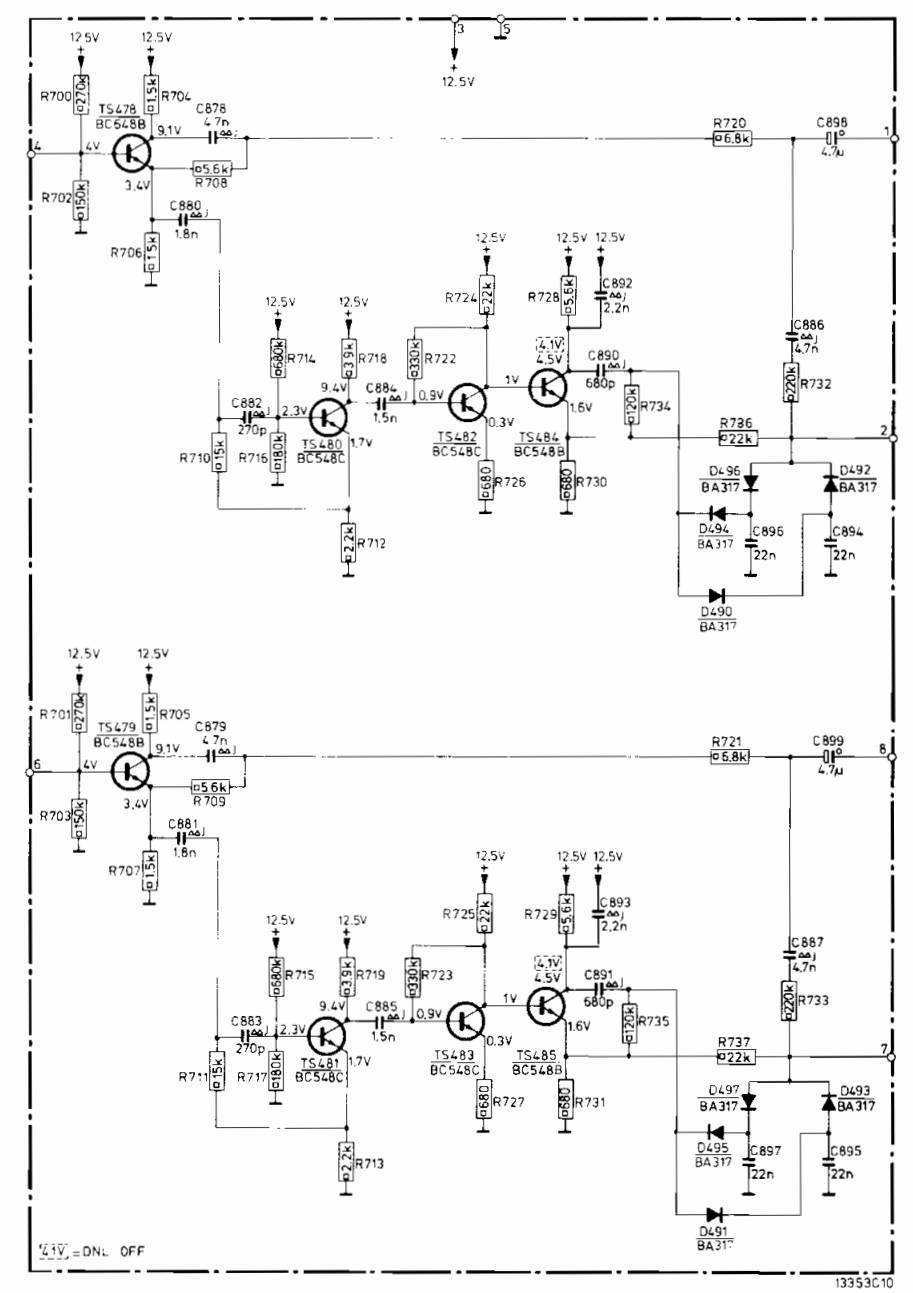 3
5
12.5V
+
12.5V
+
+
12.5V
R700
270k
1.5k
R704
C878
4.7n
TS478
BC548B
9.1V
R720
6.8k
C898
4.7µ
1
4
4V
5.6k
R708
3.4V
R702
150k
C880
1.8n
R706
1.5k
12.5V
+
12.5V
+
12.5V
+
R724
22k
R728
5.6k
C892
2.2n
12.5V
+
12.5V
+
680k
R714
3.9k
R718
330k
R722
4.1V
4.5V
C890
680p
C886
4.7n
220k
R732
9.4V
C884
1.5n
0.9V
1V
C882
270p
2.3V
120k
R734
1.7V
0.3V
1.6V
R736
22k
2
R710
15k
R716
180k
TS480
BC548C
TS482
BC548C
TS484
BC548B
680
R726
680
R730
D496
BA317
D492
BA317
2.2k
R712
D494
BA317
C896
22n
C894
22n
D490
BA317
12.5V
+
12.5V
+
R701
270k
1.5k
R705
C879
4.7n
TS479
BC548B
9.1V
R721
6.8k
C899
4.7µ
8
6
4V
5.6k
R709
3.4V
R703
150k
C881
1.8n
R707
1.5k
12.5V
+
12.5V
+
12.5V
+
R725
22k
R729
5.6k
C893
2.2n
12.5V
+
12.5V
+
680k
R715
3.9k
R719
330k
R723
4.1V
4.5V
C891
680p
C887
4.7n
220k
R733
9.4V
C885
1.5n
0.9V
1V
C883
270p
2.3V
120k
R735
1.7V
0.3V
1.6V
R737
22k
7
R711
15k
R717
180k
TS481
BC548C
TS483
BC548C
TS485
BC548B
680
R727
680
R731
D497
BA317
D493
BA317
2.2k
R713
D495
BA317
C897
22n
C895
22n
D491
BA317
4.1V = DNL OFF
13353C10